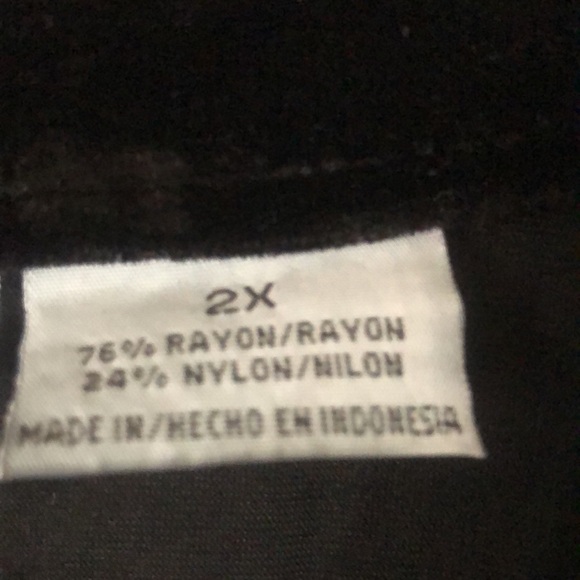 2X
76% RAYON/RAYON
24% NYLON/NILON
MADE IN/HECHO EN INDONESIA